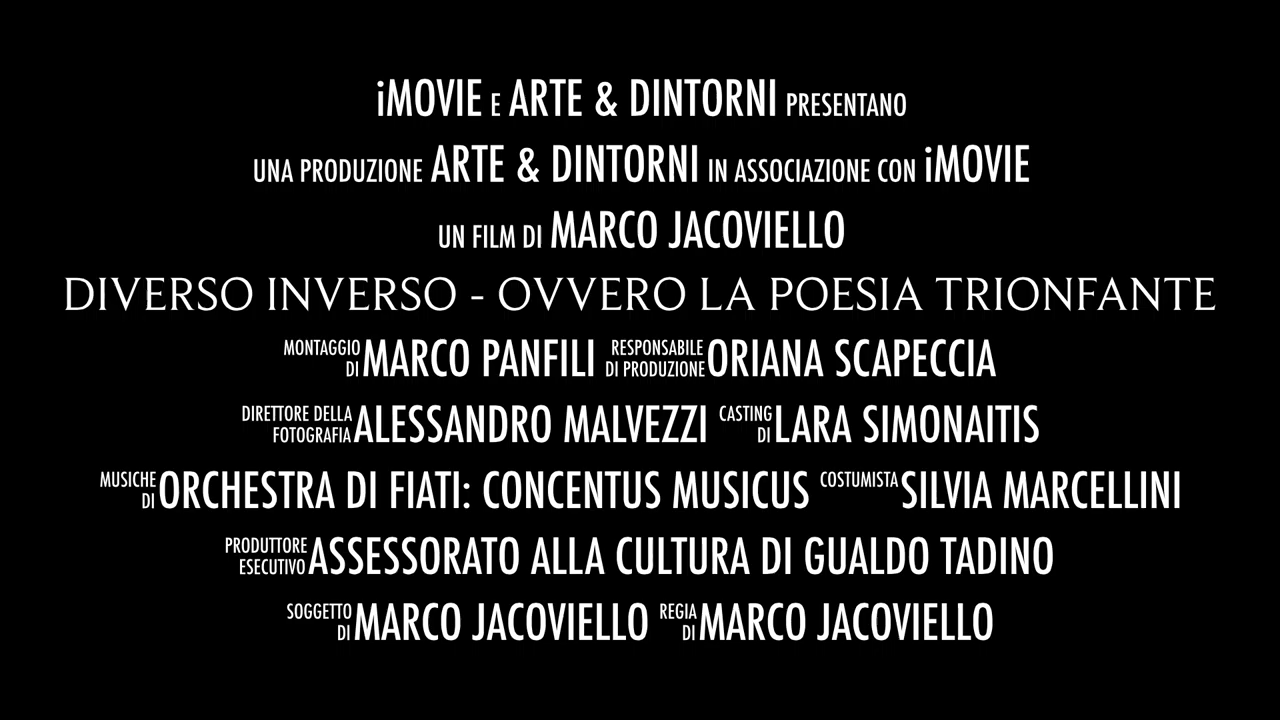 iMOVIE E ARTE & DINTORNI PRESENTANO
UNA PRODUZIONE ARTE & DINTORNI IN ASSOCIAZIONE CON iMOVIE
UN FILM DI MARCO JACOVIELLO
DIVERSO INVERSO - OVVERO LA POESIA TRIONFANTE
MONTAGGIO DI MARCO PANFILI RESPONSABILE DI PRODUZIONE ORIANA SCAPECCIA
DIRETTORE DELLA FOTOGRAFIA ALESSANDRO MALVEZZI CASTING DI LARA SIMONAITIS
MUSICHE DI ORCHESTRA DI FIATI: CONCENTUS MUSICUS COSTUMISTA SILVIA MARCELLINI
PRODUTTORE ESECUTIVO ASSESSORATO ALLA CULTURA DI GUALDO TADINO
SOGGETTO DI MARCO JACOVIELLO REGIA DI MARCO JACOVIELLO